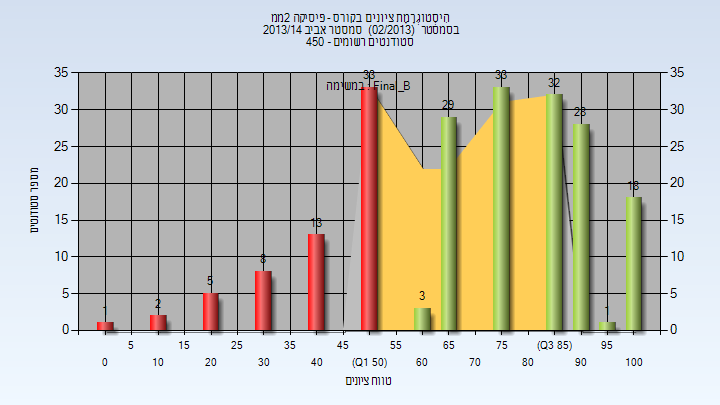 היסטוגרמת ציונים בקורס - פיסיקה 2ממ
בסמסטר (02/2013) סמסטר אביב 2013/14
סטודנטים רשומים - 450
במשימה: Final_B
35 30 25 20 15 10 5 0
מספר סטודנטים
1 2 5 8 13 33 3 29 33 32 28 1 18
35 30 25 20 15 10 5 0
5 15 25 35 45 55 65 75 (Q3 85) 95
0 10 20 30 40 (Q1 50) 60 70 80 90 100
טווח ציונים